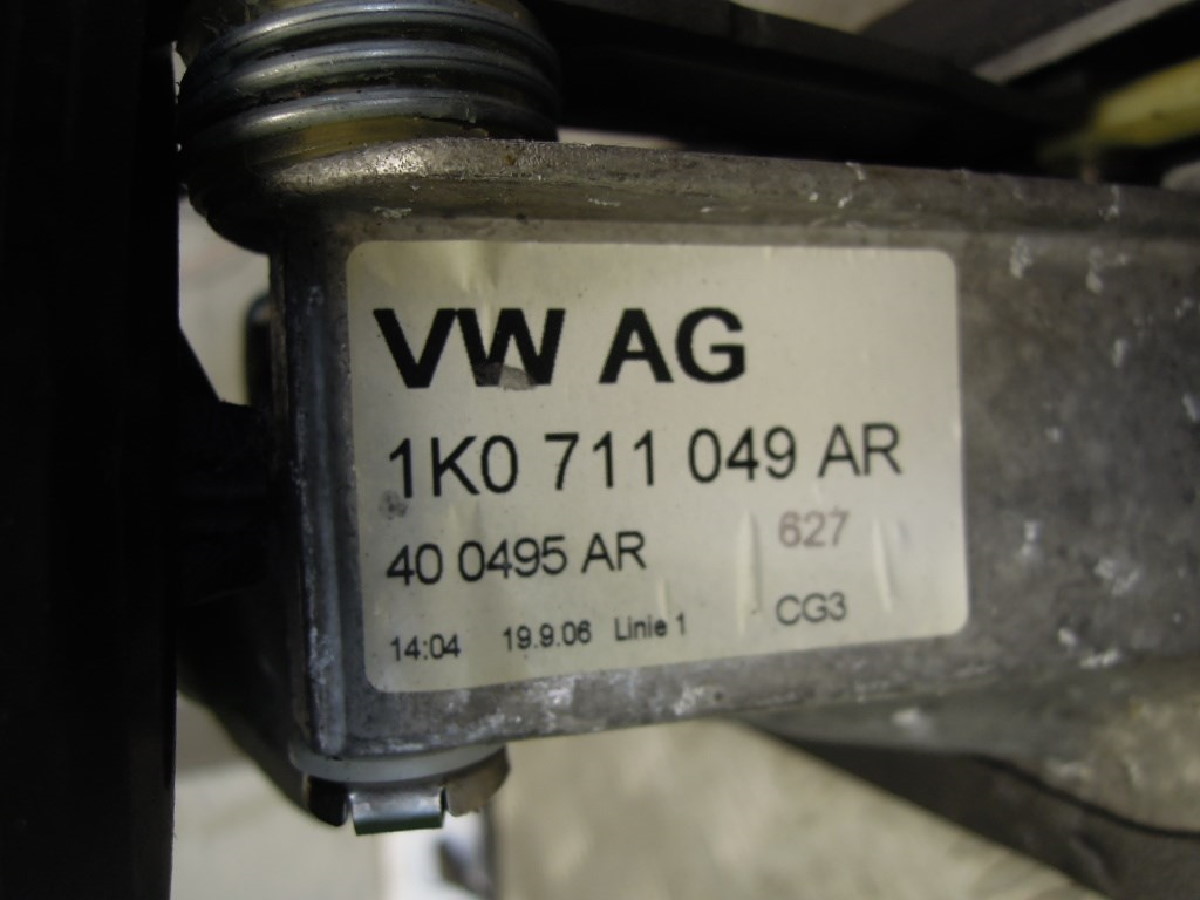 VW AG
1K0 711 049 AR
40 0495 AR 627
14:04 19.9.06 Linie 1 CG3